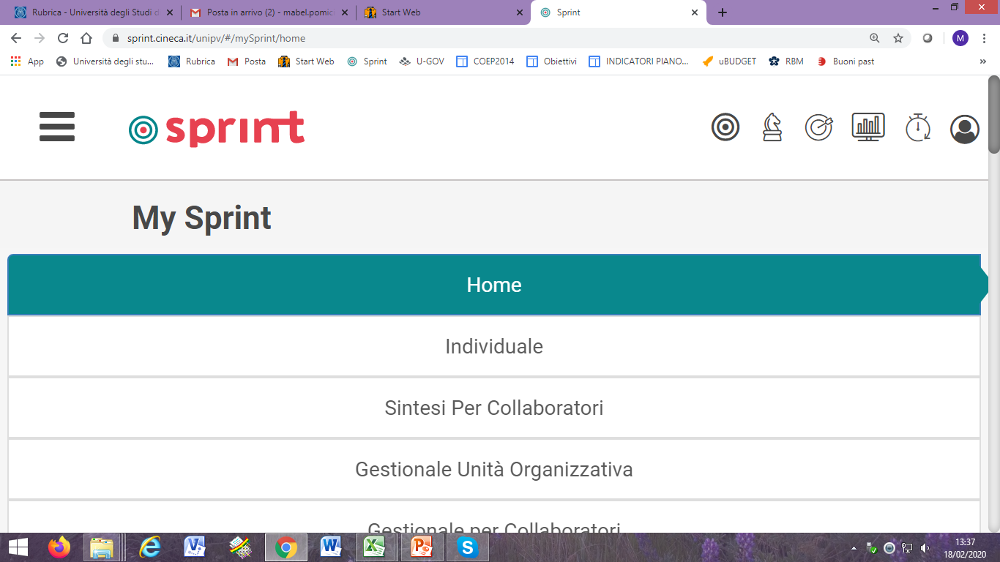 Rubrica - Università degli Studi d
Posta in arrivo (2) - mabel.pomici
Start Web
Sprint
sprint.cineca.it/unipv/#/mySprint/home
M
App
Università degli stu...
Rubrica
Posta
Start Web
Sprint
U-GOV
COEP2014
Obiettivi
INDICATORI PIANO...
uBUDGET
RBM
Buoni past
»
sprint
My Sprint
Home
Individuale
Sintesi Per Collaboratori
Gestionale Unità Organizzativa
Gestionale per Collaboratori
13:37
18/02/2020